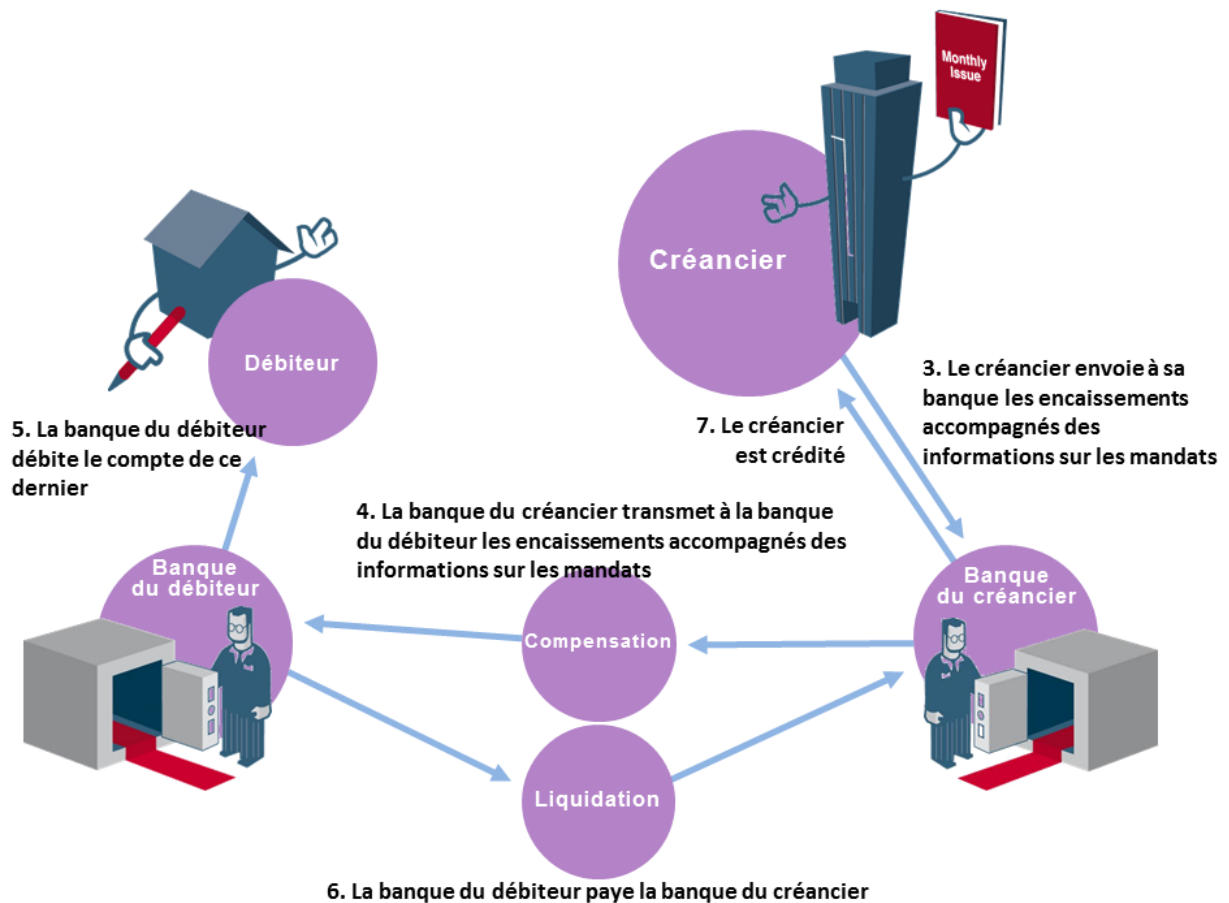 Monthly
Issue
Créancier
Débiteur
3. Le créancier envoie à sa
banque les encaissements
accompagnés des
informations sur les mandats
7. Le créancier
est crédité
5. La banque du débiteur
débite le compte de ce
dernier
4. La banque du créancier transmet à la banque
du débiteur les encaissements accompagnés des
informations sur les mandats
Banque
du débiteur
Banque
du créancier
Compensation
Liquidation
6. La banque du débiteur paye la banque du créancier